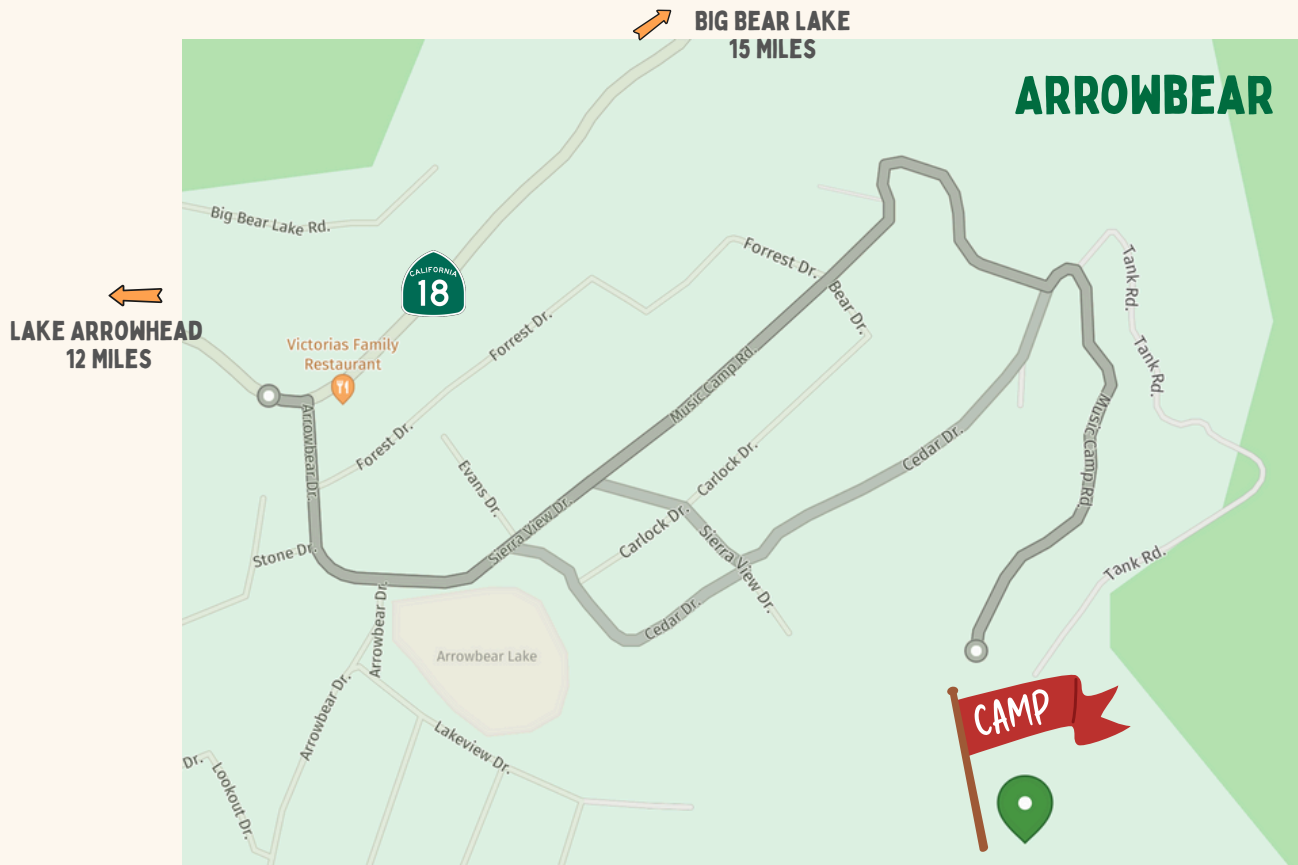 BIG BEAR LAKE
15 MILES
ARROWBEAR
Big Bear Lake Rd.
CALIFORNIA
18
LAKE ARROWHEAD
12 MILES
Victorias Family
Restaurant
Forrest Dr.
Bear Dr.
Tank Rd.
Forrest Dr.
Tank Rd.
Music Camp Rd.
Arrowbear Dr.
Forest Dr.
Evans Dr.
Carlock Dr.
Cedar Dr.
Music Camp Rd.
Sierra View Dr.
Carlock Dr.
Sierra View Dr.
Stone Dr.
Tank Rd.
Arrowbear Dr.
Cedar Dr.
Arrowbear Lake
Arrowbear Dr.
Lakeview Dr.
CAMP
Dr.
Lookout Dr.